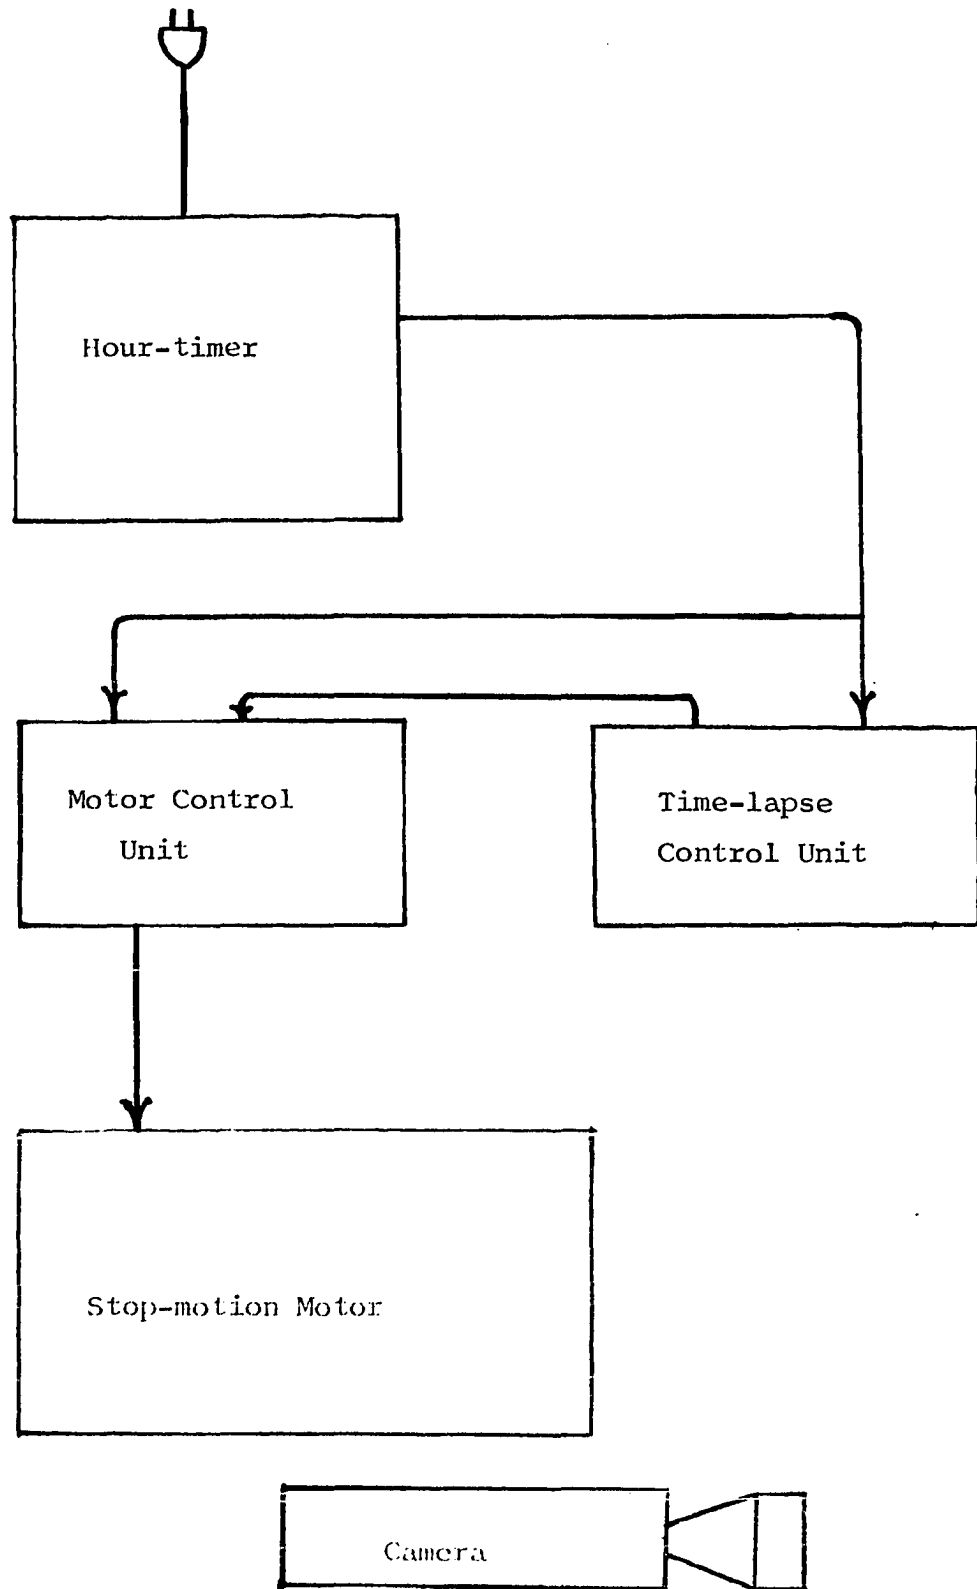 Hour-timer
Motor Control
Unit
Time-lapse
Control Unit
Stop-motion Motor
Camera